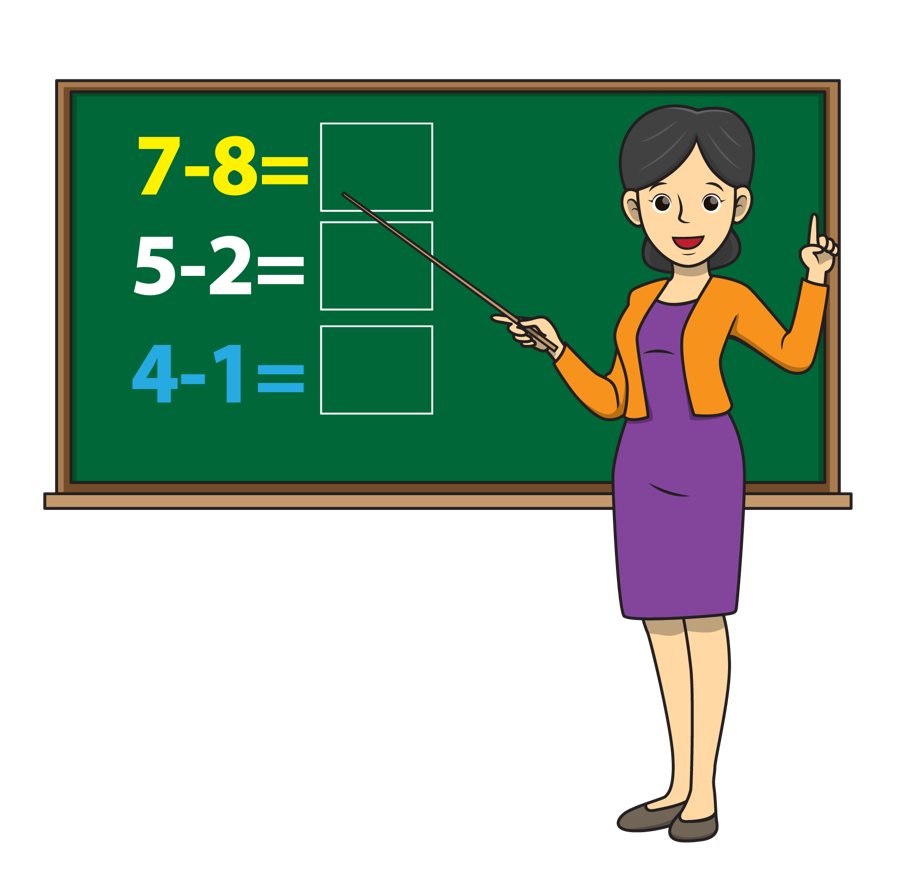 7-8=
5-2=
4-1=